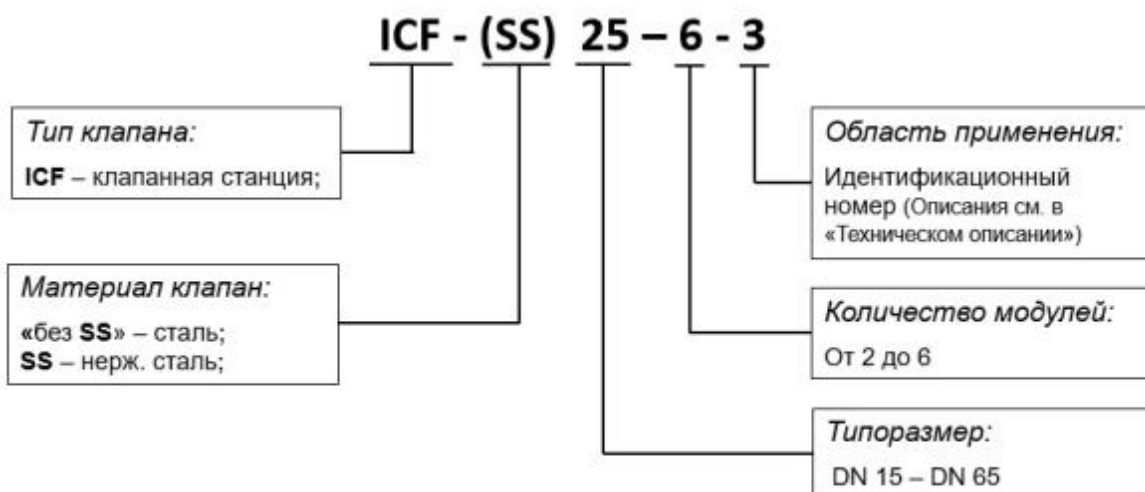 ICF - (SS) 25 – 6 - 3
Тип клапана:
ICF – клапанная станция;
Материал клапан:
«без SS» – сталь;
SS – нерж. сталь;
Область применения:
Идентификационный
номер (Описания см. в
«Техническом описании»)
Количество модулей:
От 2 до 6
Типоразмер:
DN 15 – DN 65